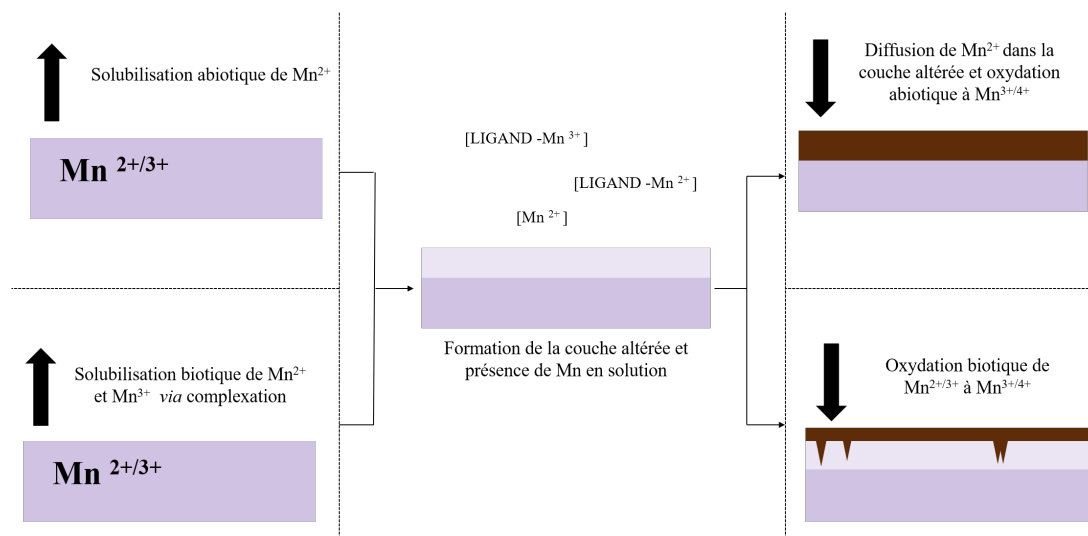 Solubilisation abiotique de Mn²⁺
Mn ²⁺/³⁺
Solubilisation biotique de Mn²⁺
et Mn³⁺ via complexation
Mn ²⁺/³⁺
[LIGAND -Mn ³⁺]
[LIGAND -Mn ²⁺]
[Mn ²⁺]
Formation de la couche altérée et
présence de Mn en solution
Diffusion de Mn²⁺ dans la
couche altérée et oxydation
abiotique à Mn³⁺/⁴⁺
Oxydation biotique de
Mn²⁺/³⁺ à Mn³⁺/⁴⁺